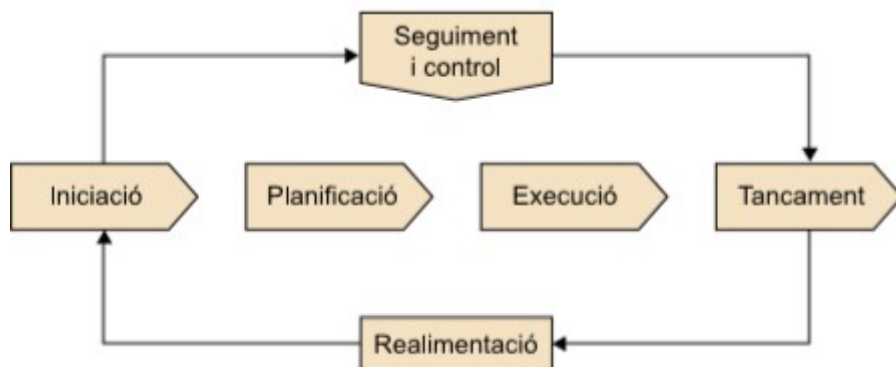 Seguiment
i control
Iniciació
Planificació
Execució
Tancament
Realimentació